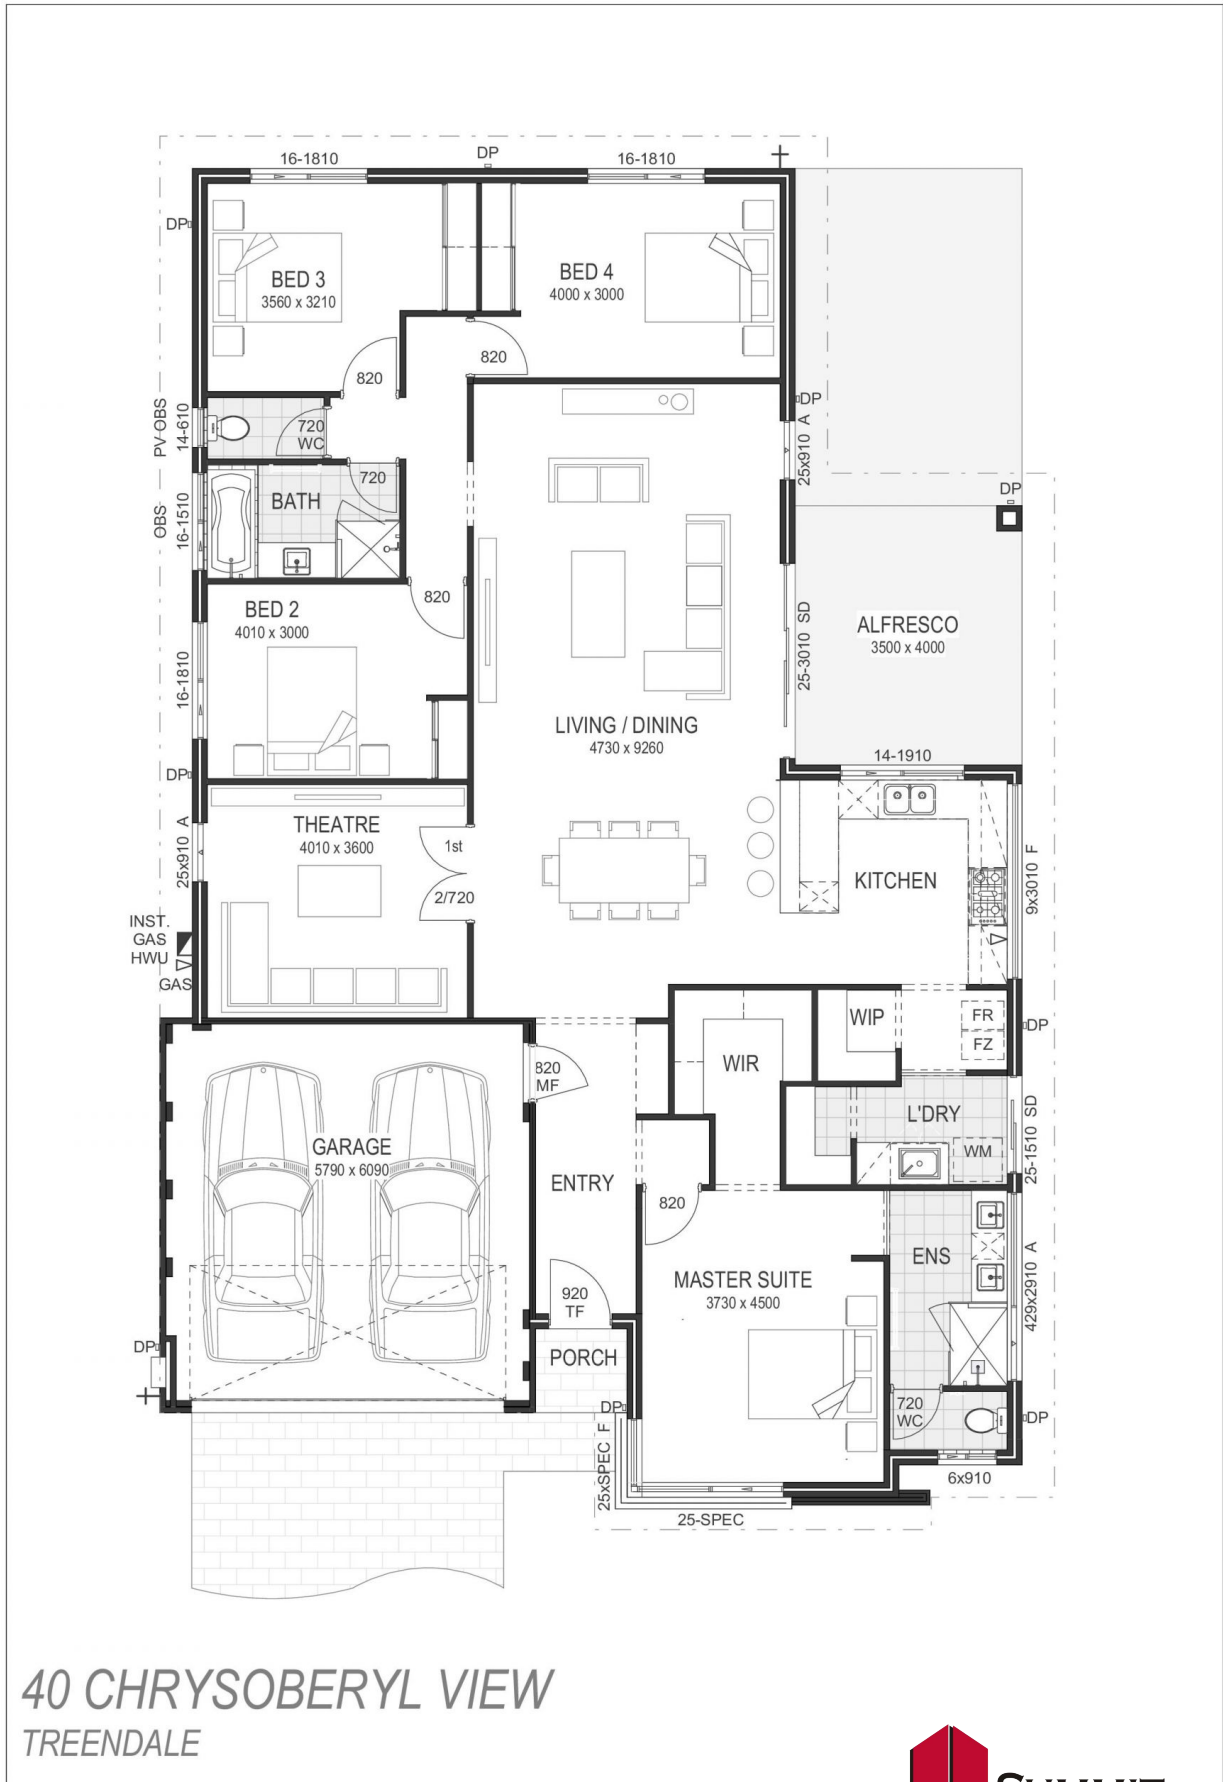 16-1810
DP
16-1810
DP
BED 3
3560 x 3210
BED 4
4000 x 3000
820
820
DP
PV OBS
14-610
720
WC
25x910 A
OBS
16-1510
BATH
720
DP
BED 2
4010 x 3000
820
16-1810
25-3010 SD
ALFRESCO
3500 x 4000
LIVING / DINING
4730 x 9260
14-1910
DP
25x910 A
THEATRE
4010 x 3600
1st
2/720
KITCHEN
9x3010 F
INST.
GAS
HWU
GAS
WIP
FR
FZ
DP
WIR
820
MF
L'DRY
WM
25-1510 SD
GARAGE
5790 x 6090
ENTRY
820
ENS
429x2910 A
MASTER SUITE
3730 x 4500
920
TF
DP
PORCH
DP
720
WC
DP
25xSPEC F
6x910
25-SPEC
40 CHRYSOBERYL VIEW
TREENDALE